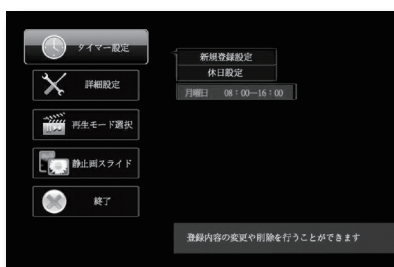 タイマー設定
新規登録設定
休日設定
月曜日 08:00—16:00
詳細設定
再生モード選択
静止画スライド
終了
登録内容の変更や削除を行うことができます